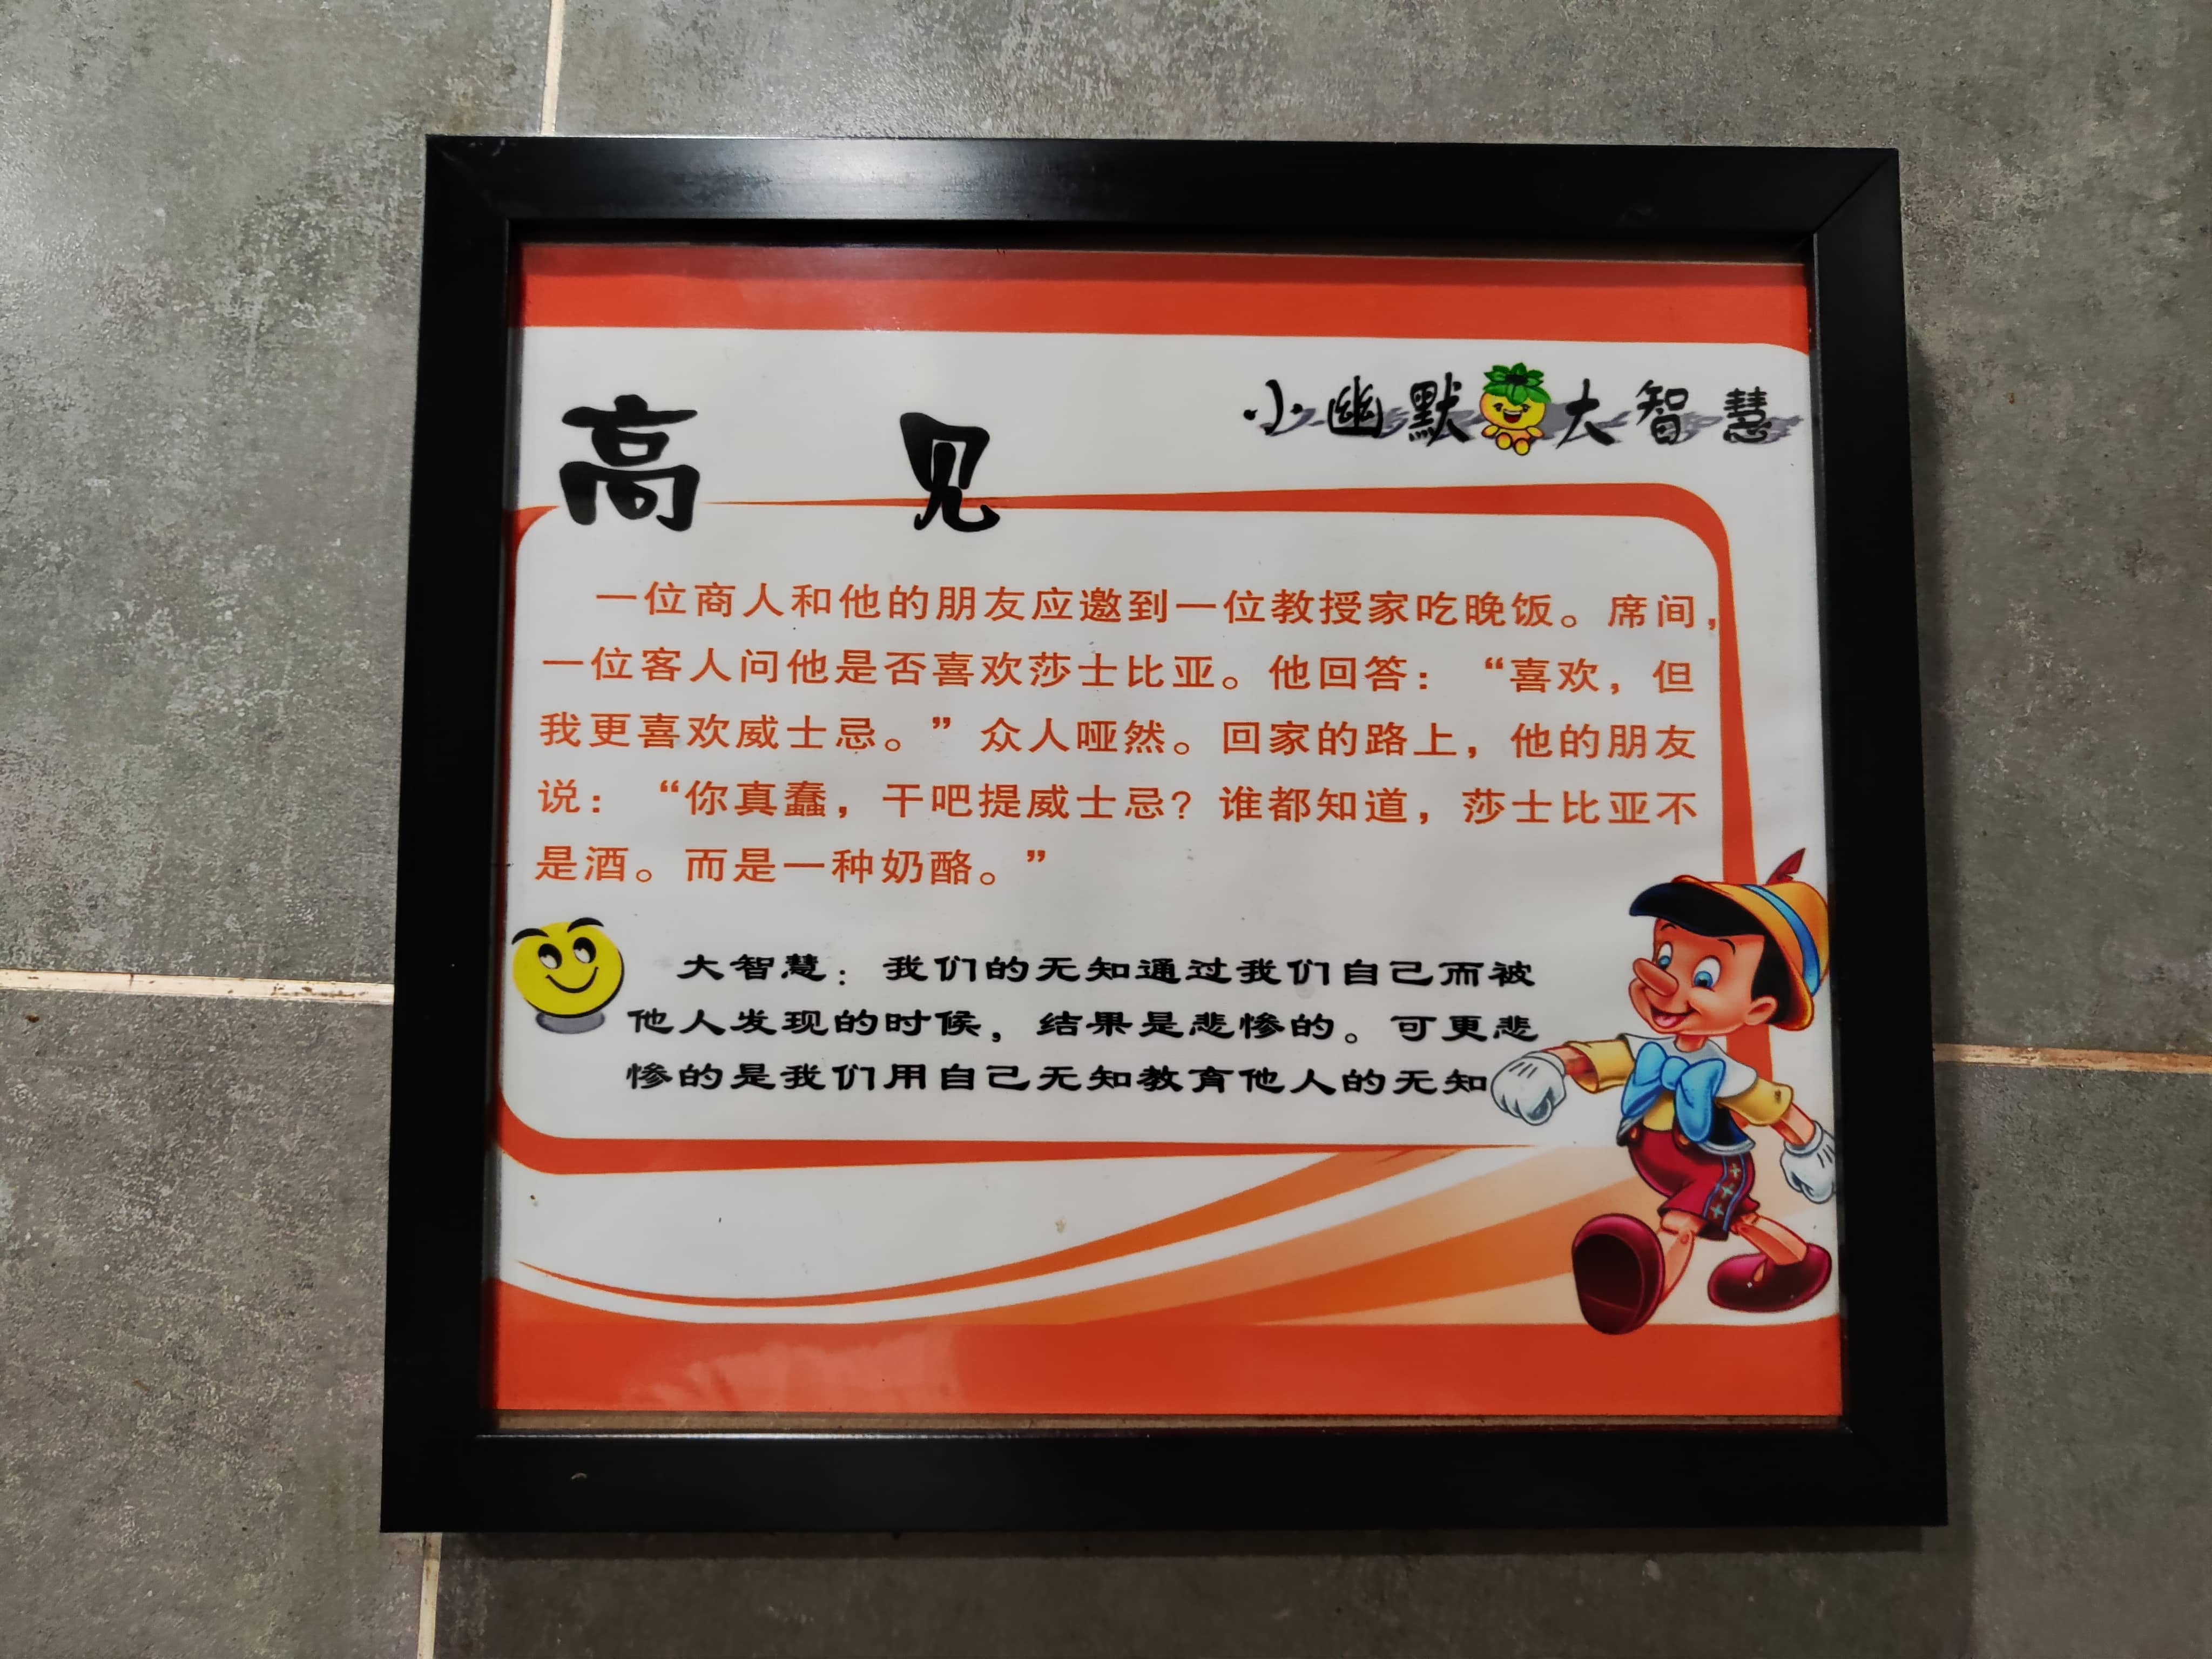 小幽默大智慧
高见
一位商人和他的朋友应邀到一位教授家吃晚饭。席间，
一位客人问他是否喜欢莎士比亚。他回答：“喜欢，但
我更喜欢威士忌。”众人哑然。回家的路上，他的朋友
说：“你真蠢，干吧提威士忌？谁都知道，莎士比亚不
是酒。而是一种奶酪。”
大智慧：我们的无知通过我们自己而被
他人发现的时候，结果是悲惨的。可更悲
惨的是我们用自己无知教育他人的无知